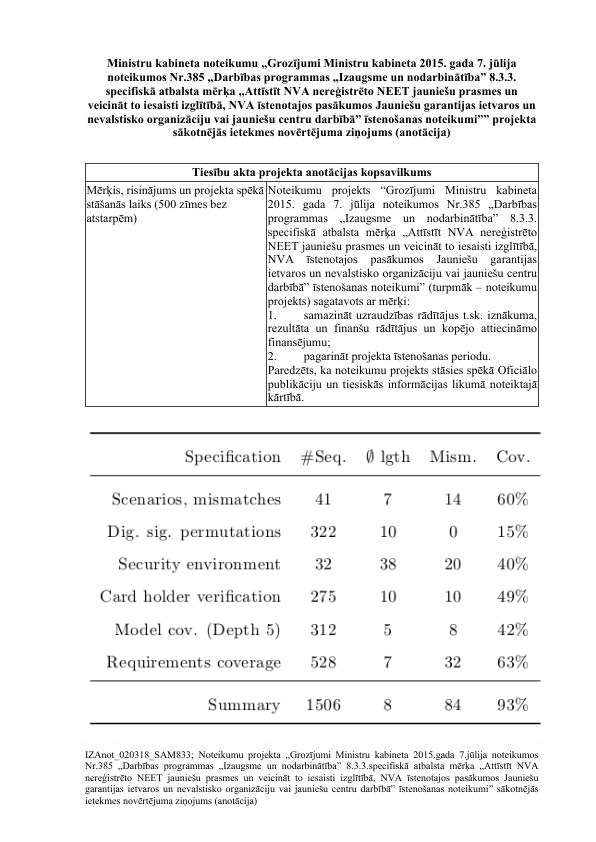 Ministru kabineta noteikumu „Grozījumi Ministru kabineta 2015. gada 7. jūlija
noteikumos Nr.385 „Darbības programmas „Izaugsme un nodarbinātība” 8.3.3.
specifiskā atbalsta mērķa „Attīstīt NVA nereģistrēto NEET jauniešu prasmes un
veicināt to iesaisti izglītībā, NVA īstenotajos pasākumos Jauniešu garantijas ietvaros un
nevalstisko organizāciju vai jauniešu centru darbībā” īstenošanas noteikumi”” projekta
sākotnējās ietekmes novērtējuma ziņojums (anotācija)
Tiesību akta projekta anotācijas kopsavilkums
Mērķis, risinājums un projekta spēkā
stāšanās laiks (500 zīmes bez
atstarpēm)
Noteikumu projekts “Grozījumi Ministru kabineta
2015. gada 7. jūlija noteikumos Nr.385 „Darbības
programmas „Izaugsme un nodarbinātība” 8.3.3.
specifiskā atbalsta mērķa „Attīstīt NVA nereģistrēto
NEET jauniešu prasmes un veicināt to iesaisti izglītībā,
NVA īstenotajos pasākumos Jauniešu garantijas
ietvaros un nevalstisko organizāciju vai jauniešu centru
darbībā” īstenošanas noteikumi” (turpmāk – noteikumu
projekts) sagatavots ar mērķi:
1. samazināt uzraudzības rādītājus t.sk. iznākuma,
rezultāta un finanšu rādītājus un kopējo attiecināmo
finansējumu;
2. pagarināt projekta īstenošanas periodu.
Paredzēts, ka noteikumu projekts stāsies spēkā Oficiālo
publikāciju un tiesiskās informācijas likumā noteiktajā
kārtībā.
Specification #Seq. ∅ lgth Mism. Cov.
Scenarios, mismatches 41 7 14 60%
Dig. sig. permutations 322 10 0 15%
Security environment 32 38 20 40%
Card holder verification 275 10 10 49%
Model cov. (Depth 5) 312 5 8 42%
Requirements coverage 528 7 32 63%
Summary 1506 8 84 93%
IZAnot_020318_SAM833; Noteikumu projekta „Grozījumi Ministru kabineta 2015.gada 7.jūlija noteikumos
Nr.385 „Darbības programmas „Izaugsme un nodarbinātība” 8.3.3.specifiskā atbalsta mērķa „Attīstīt NVA
nereģistrēto NEET jauniešu prasmes un veicināt to iesaisti izglītībā, NVA īstenotajos pasākumos Jauniešu
garantijas ietvaros un nevalstisko organizāciju vai jauniešu centru darbībā” īstenošanas noteikumi” sākotnējās
ietekmes novērtējuma ziņojums (anotācija)